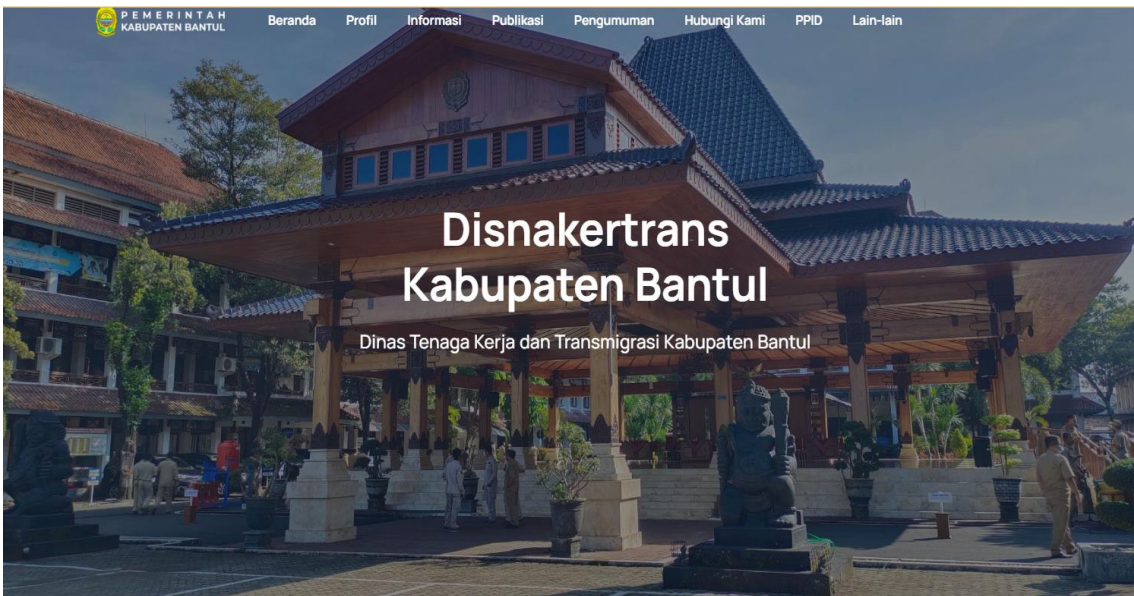 PEMERINTAH
KABUPATEN BANTUL
Beranda Profil Informasi Publikasi Pengumuman Hubungi Kami PPID Lain-lain
Disnakertrans
Kabupaten Bantul
Dinas Tenaga Kerja dan Transmigrasi Kabupaten Bantul